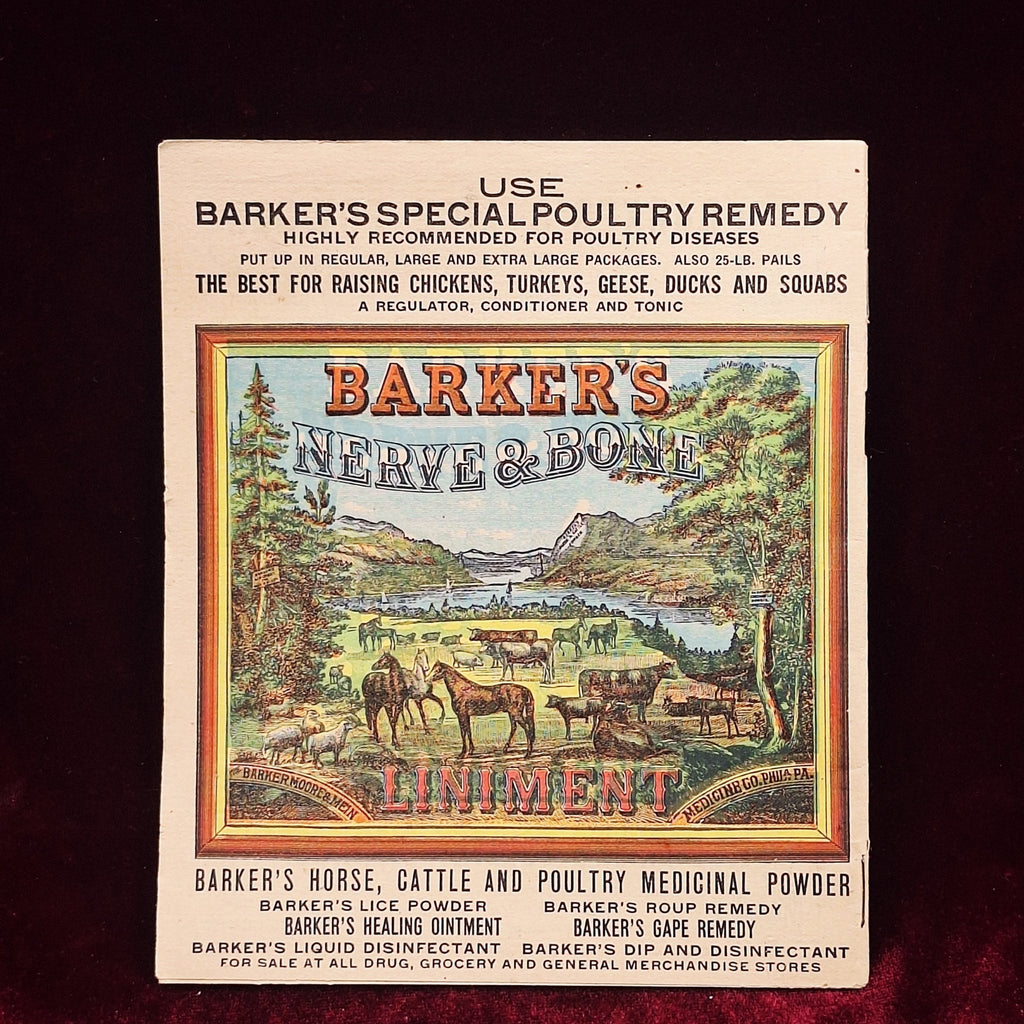 USE
BARKER'S SPECIAL POULTRY REMEDY
HIGHLY RECOMMENDED FOR POULTRY DISEASES
PUT UP IN REGULAR, LARGE AND EXTRA LARGE PACKAGES. ALSO 25-LB. PAILS
THE BEST FOR RAISING CHICKENS, TURKEYS, GEESE, DUCKS AND SQUABS
A REGULATOR, CONDITIONER AND TONIC
BARKER'S
NERVE & BONE
LINIMENT
THE BARKER MOORE & MEIN MEDICINE CO. PHILA PA.
BARKER'S HORSE, CATTLE AND POULTRY MEDICINAL POWDER
BARKER'S LICE POWDER BARKER'S ROUP REMEDY
BARKER'S HEALING OINTMENT BARKER'S GAPE REMEDY
BARKER'S LIQUID DISINFECTANT BARKER'S DIP AND DISINFECTANT
FOR SALE AT ALL DRUG, GROCERY AND GENERAL MERCHANDISE STORES